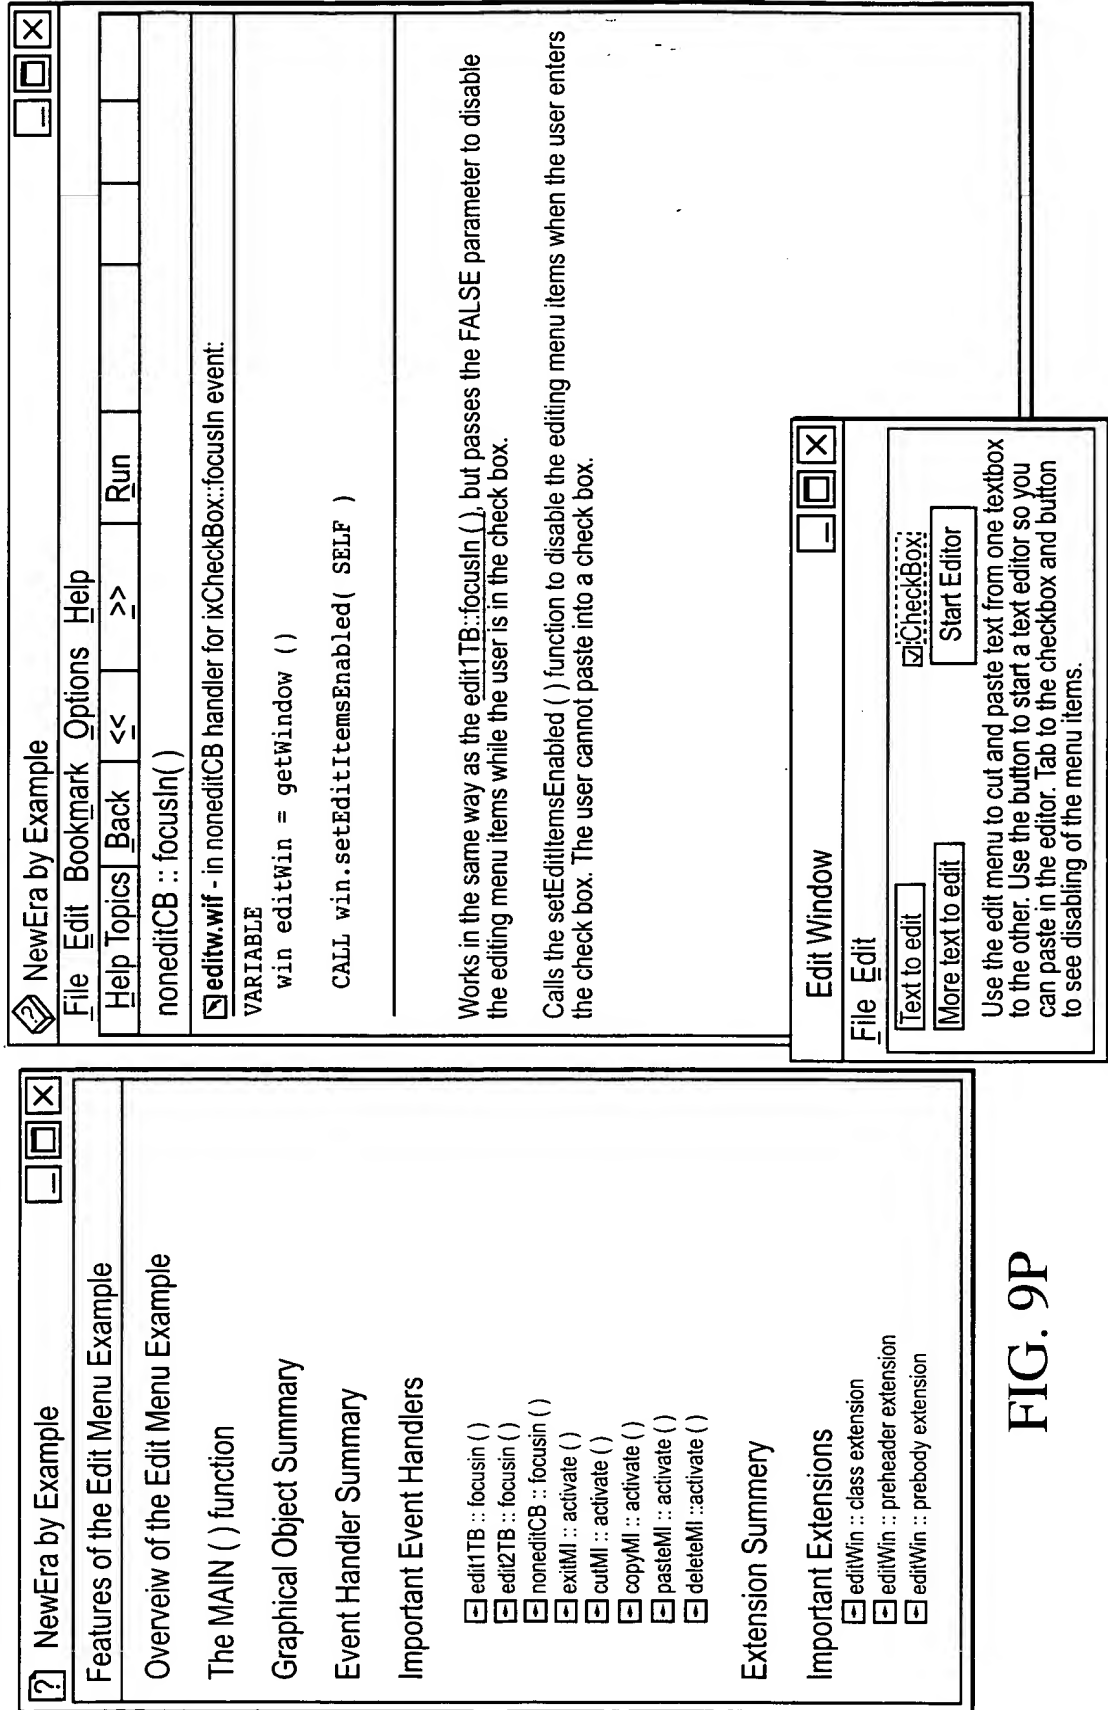 NewEra by Example
Features of the Edit Menu Example
Overveiw of the Edit Menu Example
The MAIN ( ) function
Graphical Object Summary
Event Handler Summary
Important Event Handlers
edit1TB :: focusin ( )
edit2TB :: focusin ( )
noneditCB :: focusin ( )
exitMI :: activate ( )
cutMI :: activate ( )
copyMI :: activate ( )
pasteMI :: activate ( )
deleteMI ::activate ( )
Extension Summery
Important Extensions
editWin :: class extension
editWin :: preheader extension
editWin :: prebody extension
NewEra by Example
File Edit Bookmark Options Help
Help Topics Back << >> Run
noneditCB :: focusIn( )
editw.wif - in noneditCB handler for ixCheckBox::focusIn event:
VARIABLE
win editWin = getWindow ()
CALL win.setEditItemsEnabled( SELF )
Works in the same way as the edit1TB::focusIn ( ), but passes the FALSE parameter to disable
the editing menu items while the user is in the check box.
Calls the setEditItemsEnabled ( ) function to disable the editing menu items when the user enters
the check box. The user cannot paste into a check box.
Edit Window
File Edit
Text to edit
CheckBox
More text to edit
Start Editor
Use the edit menu to cut and paste text from one textbox
to the other. Use the button to start a text editor so you
can paste in the editor. Tab to the checkbox and button
to see disabling of the menu items.
FIG. 9P